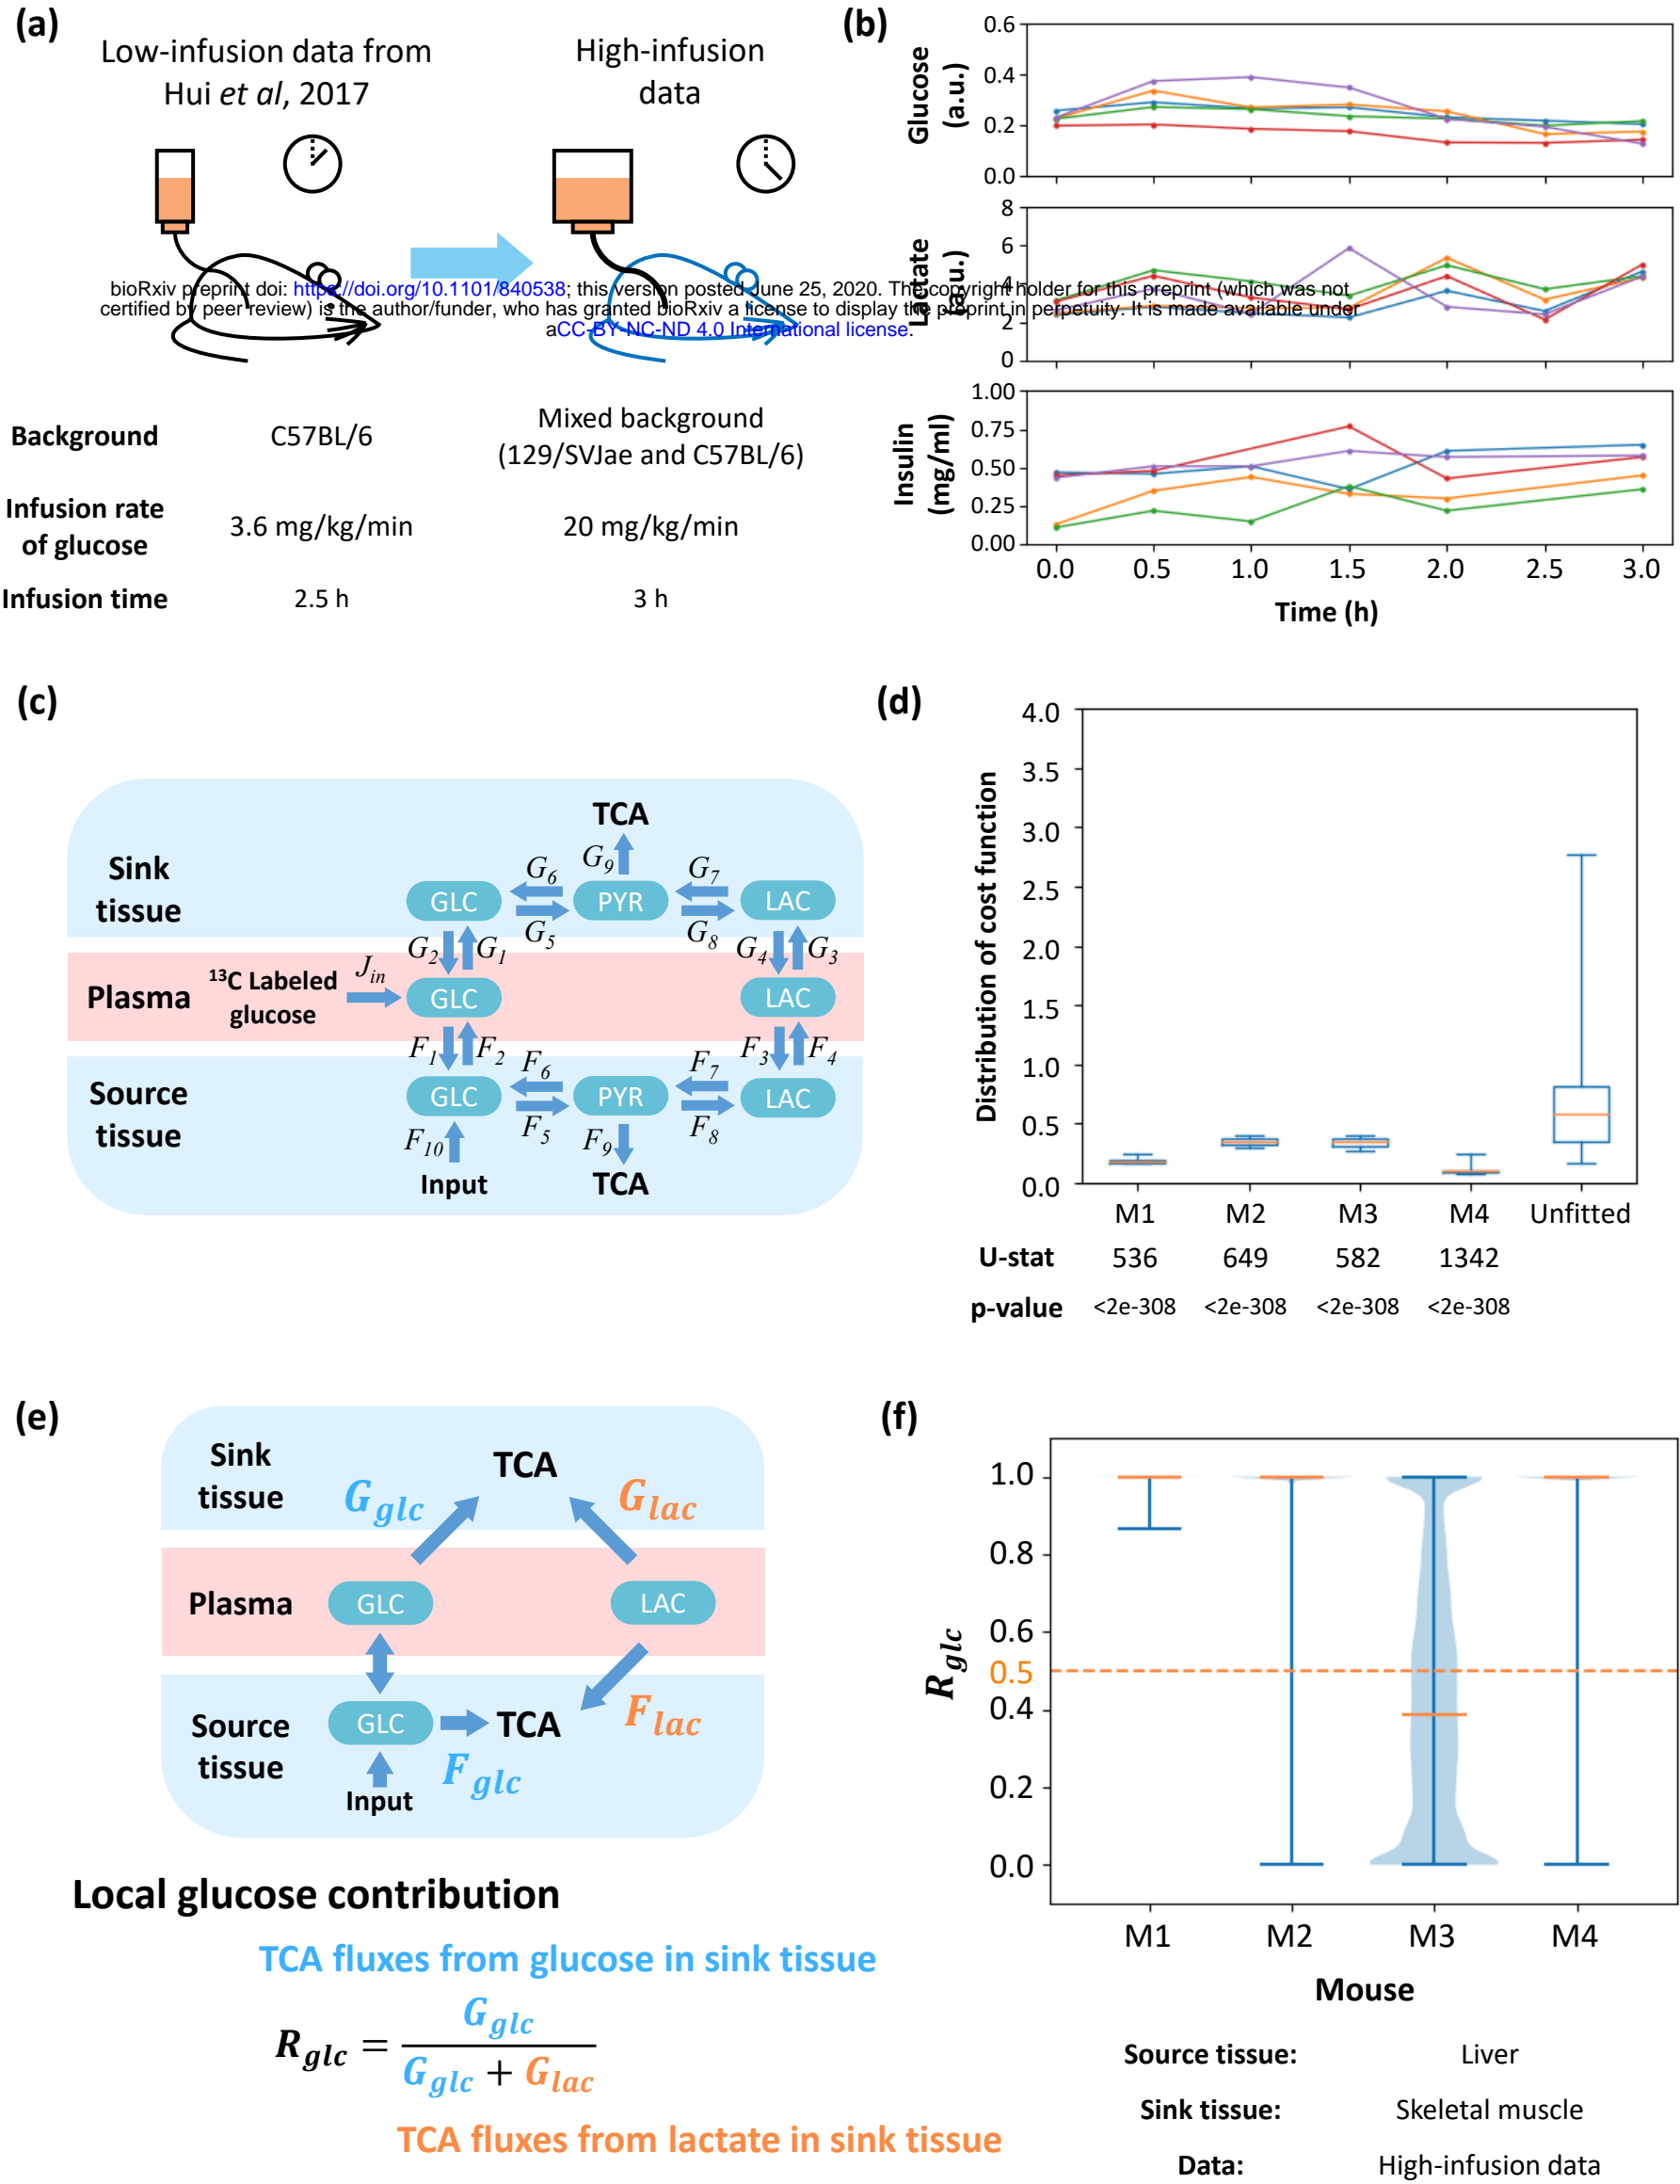 (a)
Low-infusion data from
Hui et al, 2017
High-infusion
data
bioRxiv preprint doi: https://doi.org/10.1101/840538; this version posted June 25, 2020. The copyright holder for this preprint (which was not
certified by peer review) is the author/funder, who has granted bioRxiv a license to display the preprint in perpetuity. It is made available under
aCC-BY-NC-ND 4.0 International license.
Background
C57BL/6
Mixed background
(129/SVJae and C57BL/6)
Infusion rate
of glucose
3.6 mg/kg/min
20 mg/kg/min
Infusion time
2.5 h
3 h
(b)
Glucose
(a.u.)
0.6
0.4
0.2
0.0
Lactate
(a.u.)
8
6
4
2
0
Insulin
(mg/ml)
1.00
0.75
0.50
0.25
0.00
0.0 0.5 1.0 1.5 2.0 2.5 3.0
Time (h)
(c)
Sink
tissue
TCA
G9
G6
G7
GLC
PYR
LAC
G5
G8
G2
G1
G4
G3
Plasma
13C Labeled
glucose
Jin
GLC
LAC
F1
F2
F3
F4
Source
tissue
F6
F7
GLC
PYR
LAC
F5
F8
F10
F9
Input
TCA
(d)
Distribution of cost function
4.0
3.5
3.0
2.5
2.0
1.5
1.0
0.5
0.0
M1 M2 M3 M4 Unfitted
U-stat 536 649 582 1342
p-value <2e-308 <2e-308 <2e-308 <2e-308
(e)
Sink
tissue
TCA
Gglc
Glac
Plasma
GLC
LAC
Source
tissue
GLC
TCA
Flac
Fglc
Input
Local glucose contribution
TCA fluxes from glucose in sink tissue
Rglc = Gglc / Gglc + Glac
TCA fluxes from lactate in sink tissue
(f)
Rglc
1.0
0.8
0.6
0.5
0.4
0.2
0.0
M1 M2 M3 M4
Mouse
Source tissue: Liver
Sink tissue: Skeletal muscle
Data: High-infusion data